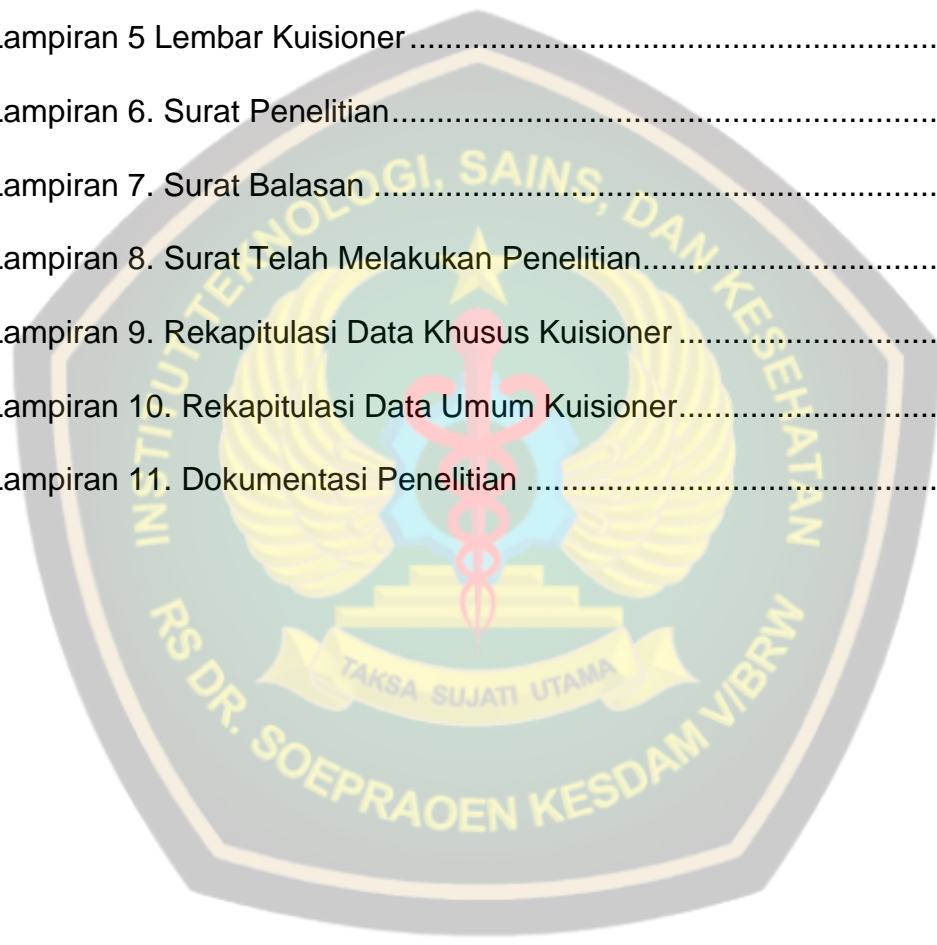 Lampiran 5 Lembar Kuisioner........................................................
Lampiran 6. Surat Penelitian..........................................................
Lampiran 7. Surat Balasan ............................................................
Lampiran 8. Surat Telah Melakukan Penelitian..............................
Lampiran 9. Rekapitulasi Data Khusus Kuisioner ..........................
Lampiran 10. Rekapitulasi Data Umum Kuisioner..........................
Lampiran 11. Dokumentasi Penelitian ...........................................
INSTITUT TEKNOLOGI, SAINS, DAN KESEHATAN
TAKSA SUJATI UTAMA
RS DR. SOEPRAOEN KESDAM V/BRW